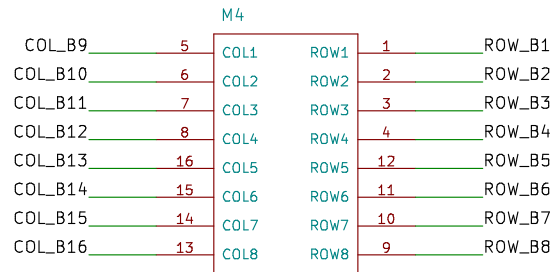 M4
COL_B9 5 COL1 ROW1 1 ROW_B1
COL_B10 6 COL2 ROW2 2 ROW_B2
COL_B11 7 COL3 ROW3 3 ROW_B3
COL_B12 8 COL4 ROW4 4 ROW_B4
COL_B13 16 COL5 ROW5 12 ROW_B5
COL_B14 15 COL6 ROW6 11 ROW_B6
COL_B15 14 COL7 ROW7 10 ROW_B7
COL_B16 13 COL8 ROW8 9 ROW_B8